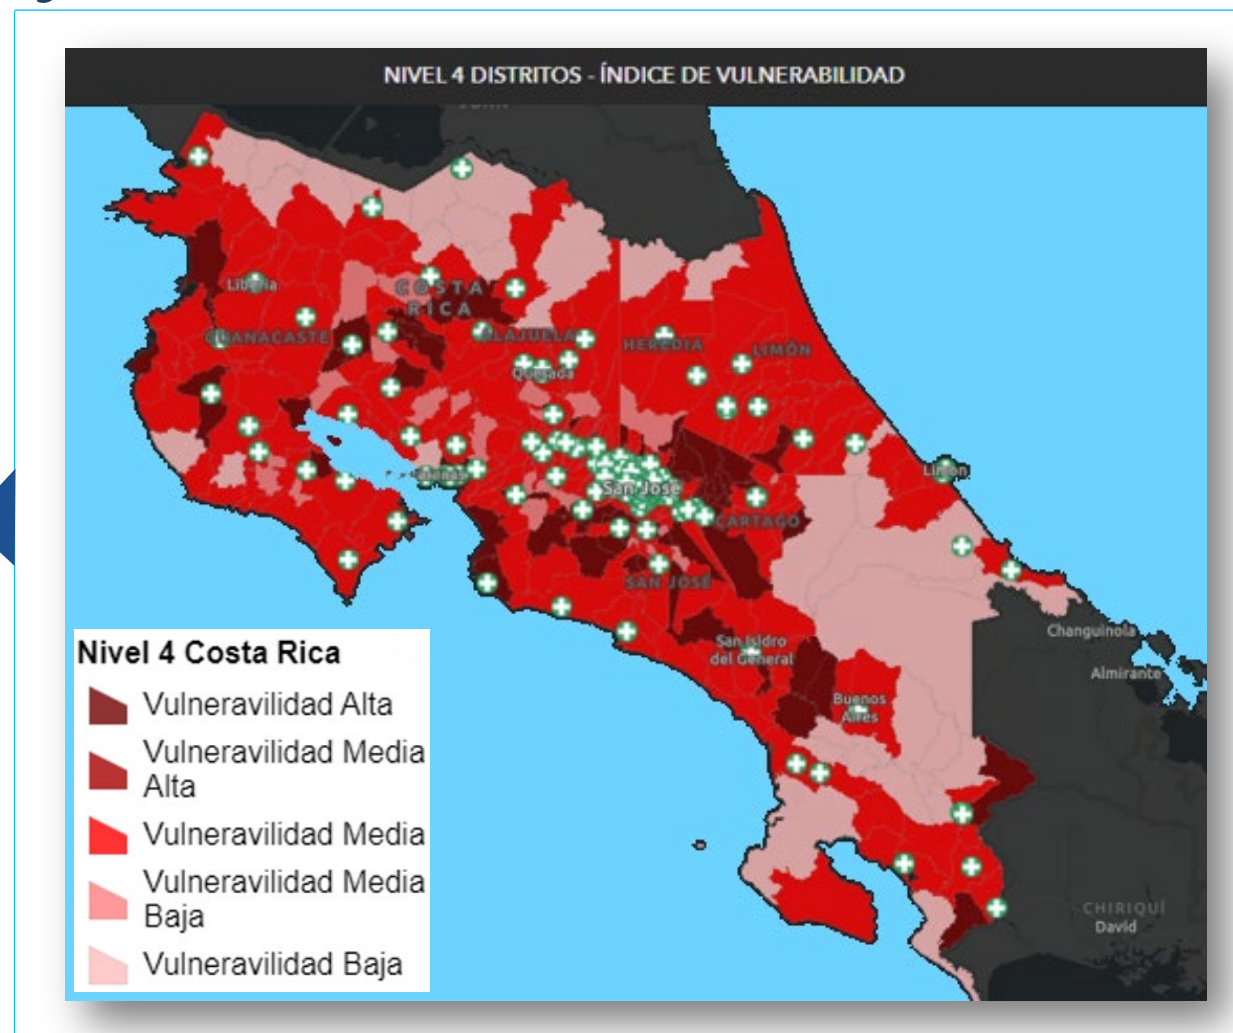 NIVEL 4 DISTRITOS - ÍNDICE DE VULNERABILIDAD
Liberia
COSTA
RICA
GUANACASTE
ALAJUELA
HEREDIA
LIMÓN
Quesada
Limón
San José
CARTAGO
SAN JOSÉ
San Isidro
del General
Changuinola
Almirante
Buenos
Aires
CHIRIQUÍ
David
Nivel 4 Costa Rica
Vulneravilidad Alta
Vulneravilidad Media
Alta
Vulneravilidad Media
Vulneravilidad Media
Baja
Vulneravilidad Baja